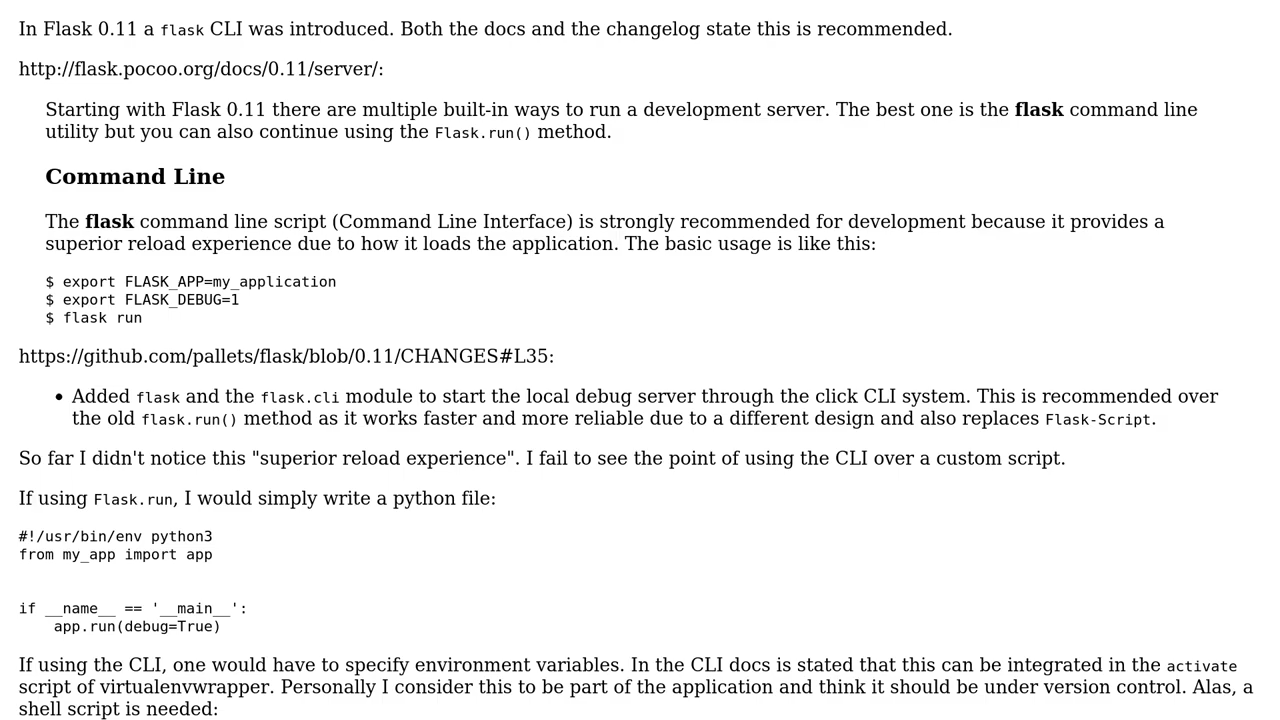 In Flask 0.11 a flask CLI was introduced. Both the docs and the changelog state this is recommended.
http://flask.pocoo.org/docs/0.11/server/:
Starting with Flask 0.11 there are multiple built-in ways to run a development server. The best one is the flask command line
utility but you can also continue using the Flask.run() method.
Command Line
The flask command line script (Command Line Interface) is strongly recommended for development because it provides a
superior reload experience due to how it loads the application. The basic usage is like this:
$ export FLASK_APP=my_application
$ export FLASK_DEBUG=1
$ flask run
https://github.com/pallets/flask/blob/0.11/CHANGES#L35:
• Added flask and the flask.cli module to start the local debug server through the click CLI system. This is recommended over
the old flask.run() method as it works faster and more reliable due to a different design and also replaces Flask-Script.
So far I didn't notice this "superior reload experience". I fail to see the point of using the CLI over a custom script.
If using Flask.run, I would simply write a python file:
#!/usr/bin/env python3
from my_app import app
if __name__ == '__main__':
    app.run(debug=True)
If using the CLI, one would have to specify environment variables. In the CLI docs is stated that this can be integrated in the activate
script of virtualenvwrapper. Personally I consider this to be part of the application and think it should be under version control. Alas, a
shell script is needed: